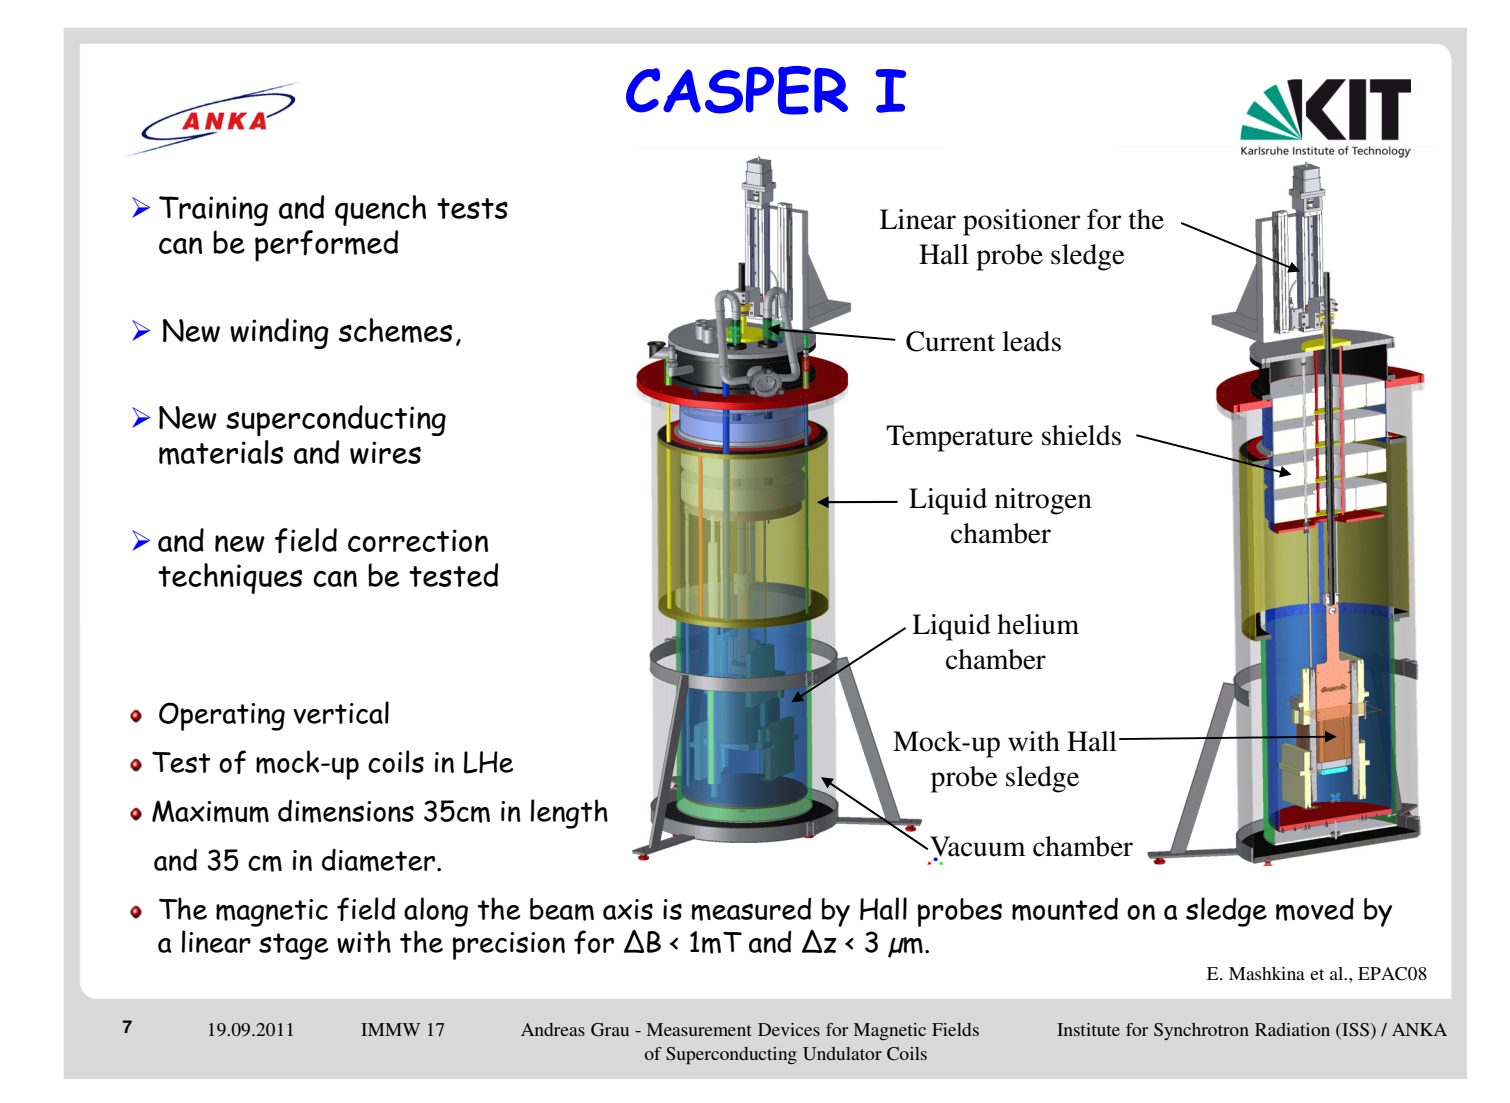 CASPER I
ANKA
KIT
Karlsruhe Institute of Technology
Training and quench tests
can be performed
New winding schemes,
New superconducting
materials and wires
and new field correction
techniques can be tested
Linear positioner for the
Hall probe sledge
Current leads
Temperature shields
Liquid nitrogen
chamber
Liquid helium
chamber
Mock-up with Hall
probe sledge
Vacuum chamber
Operating vertical
Test of mock-up coils in LHe
Maximum dimensions 35cm in length
and 35 cm in diameter.
The magnetic field along the beam axis is measured by Hall probes mounted on a sledge moved by
a linear stage with the precision for ΔB < 1mT and Δz < 3 μm.
E. Mashkina et al., EPAC08
7
19.09.2011
IMMW 17
Andreas Grau - Measurement Devices for Magnetic Fields
of Superconducting Undulator Coils
Institute for Synchrotron Radiation (ISS) / ANKA